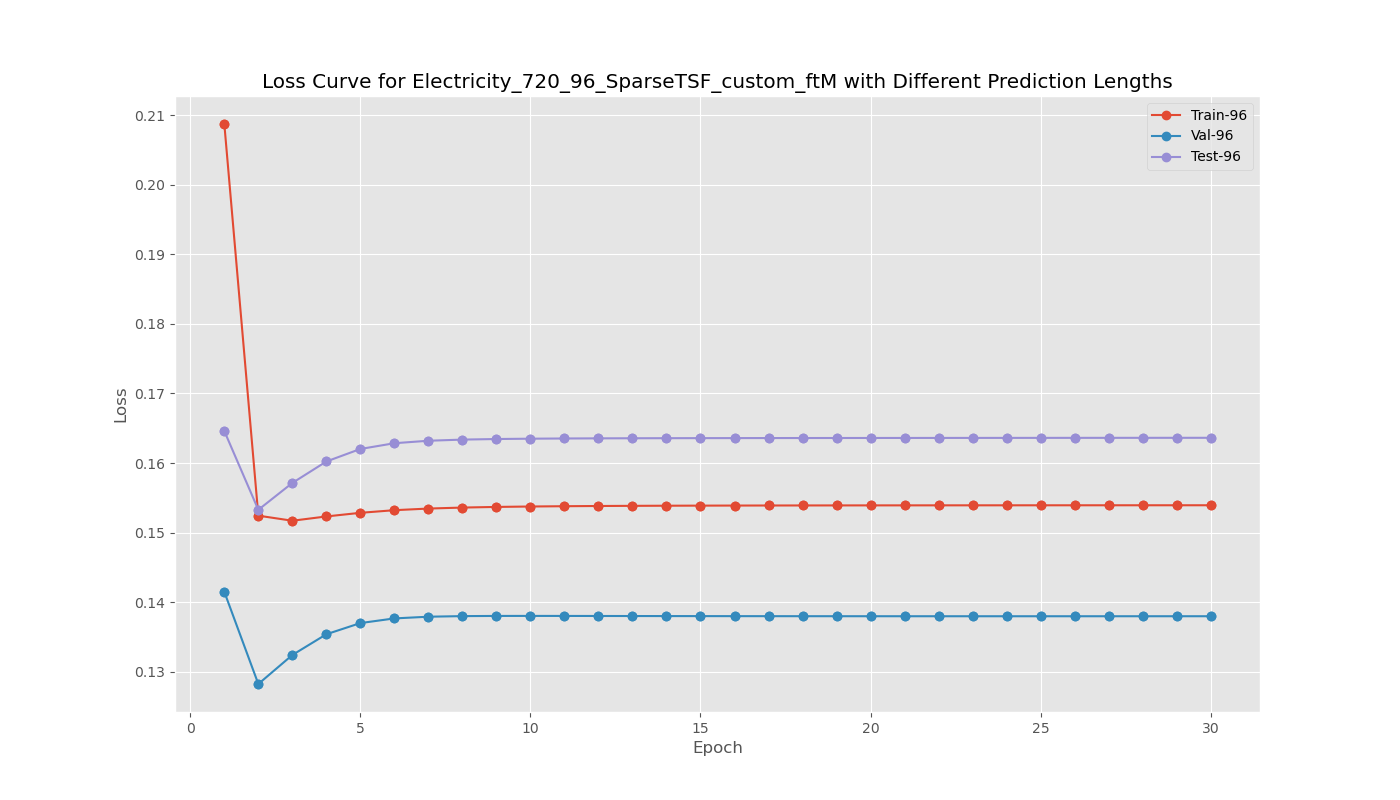 Loss Curve for Electricity_720_96_SparseTSF_custom_ftM with Different Prediction Lengths
Train-96
Val-96
Test-96
0.21
0.20
0.19
0.18
0.17
0.16
0.15
0.14
0.13
Loss
0 5 10 15 20 25 30
Epoch